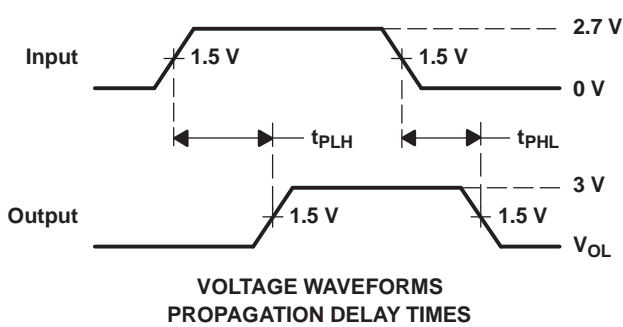 2.7 V
Input
1.5 V
1.5 V
0 V
tPLH
tPHL
3 V
Output
1.5 V
1.5 V
VOL
VOLTAGE WAVEFORMS
PROPAGATION DELAY TIMES